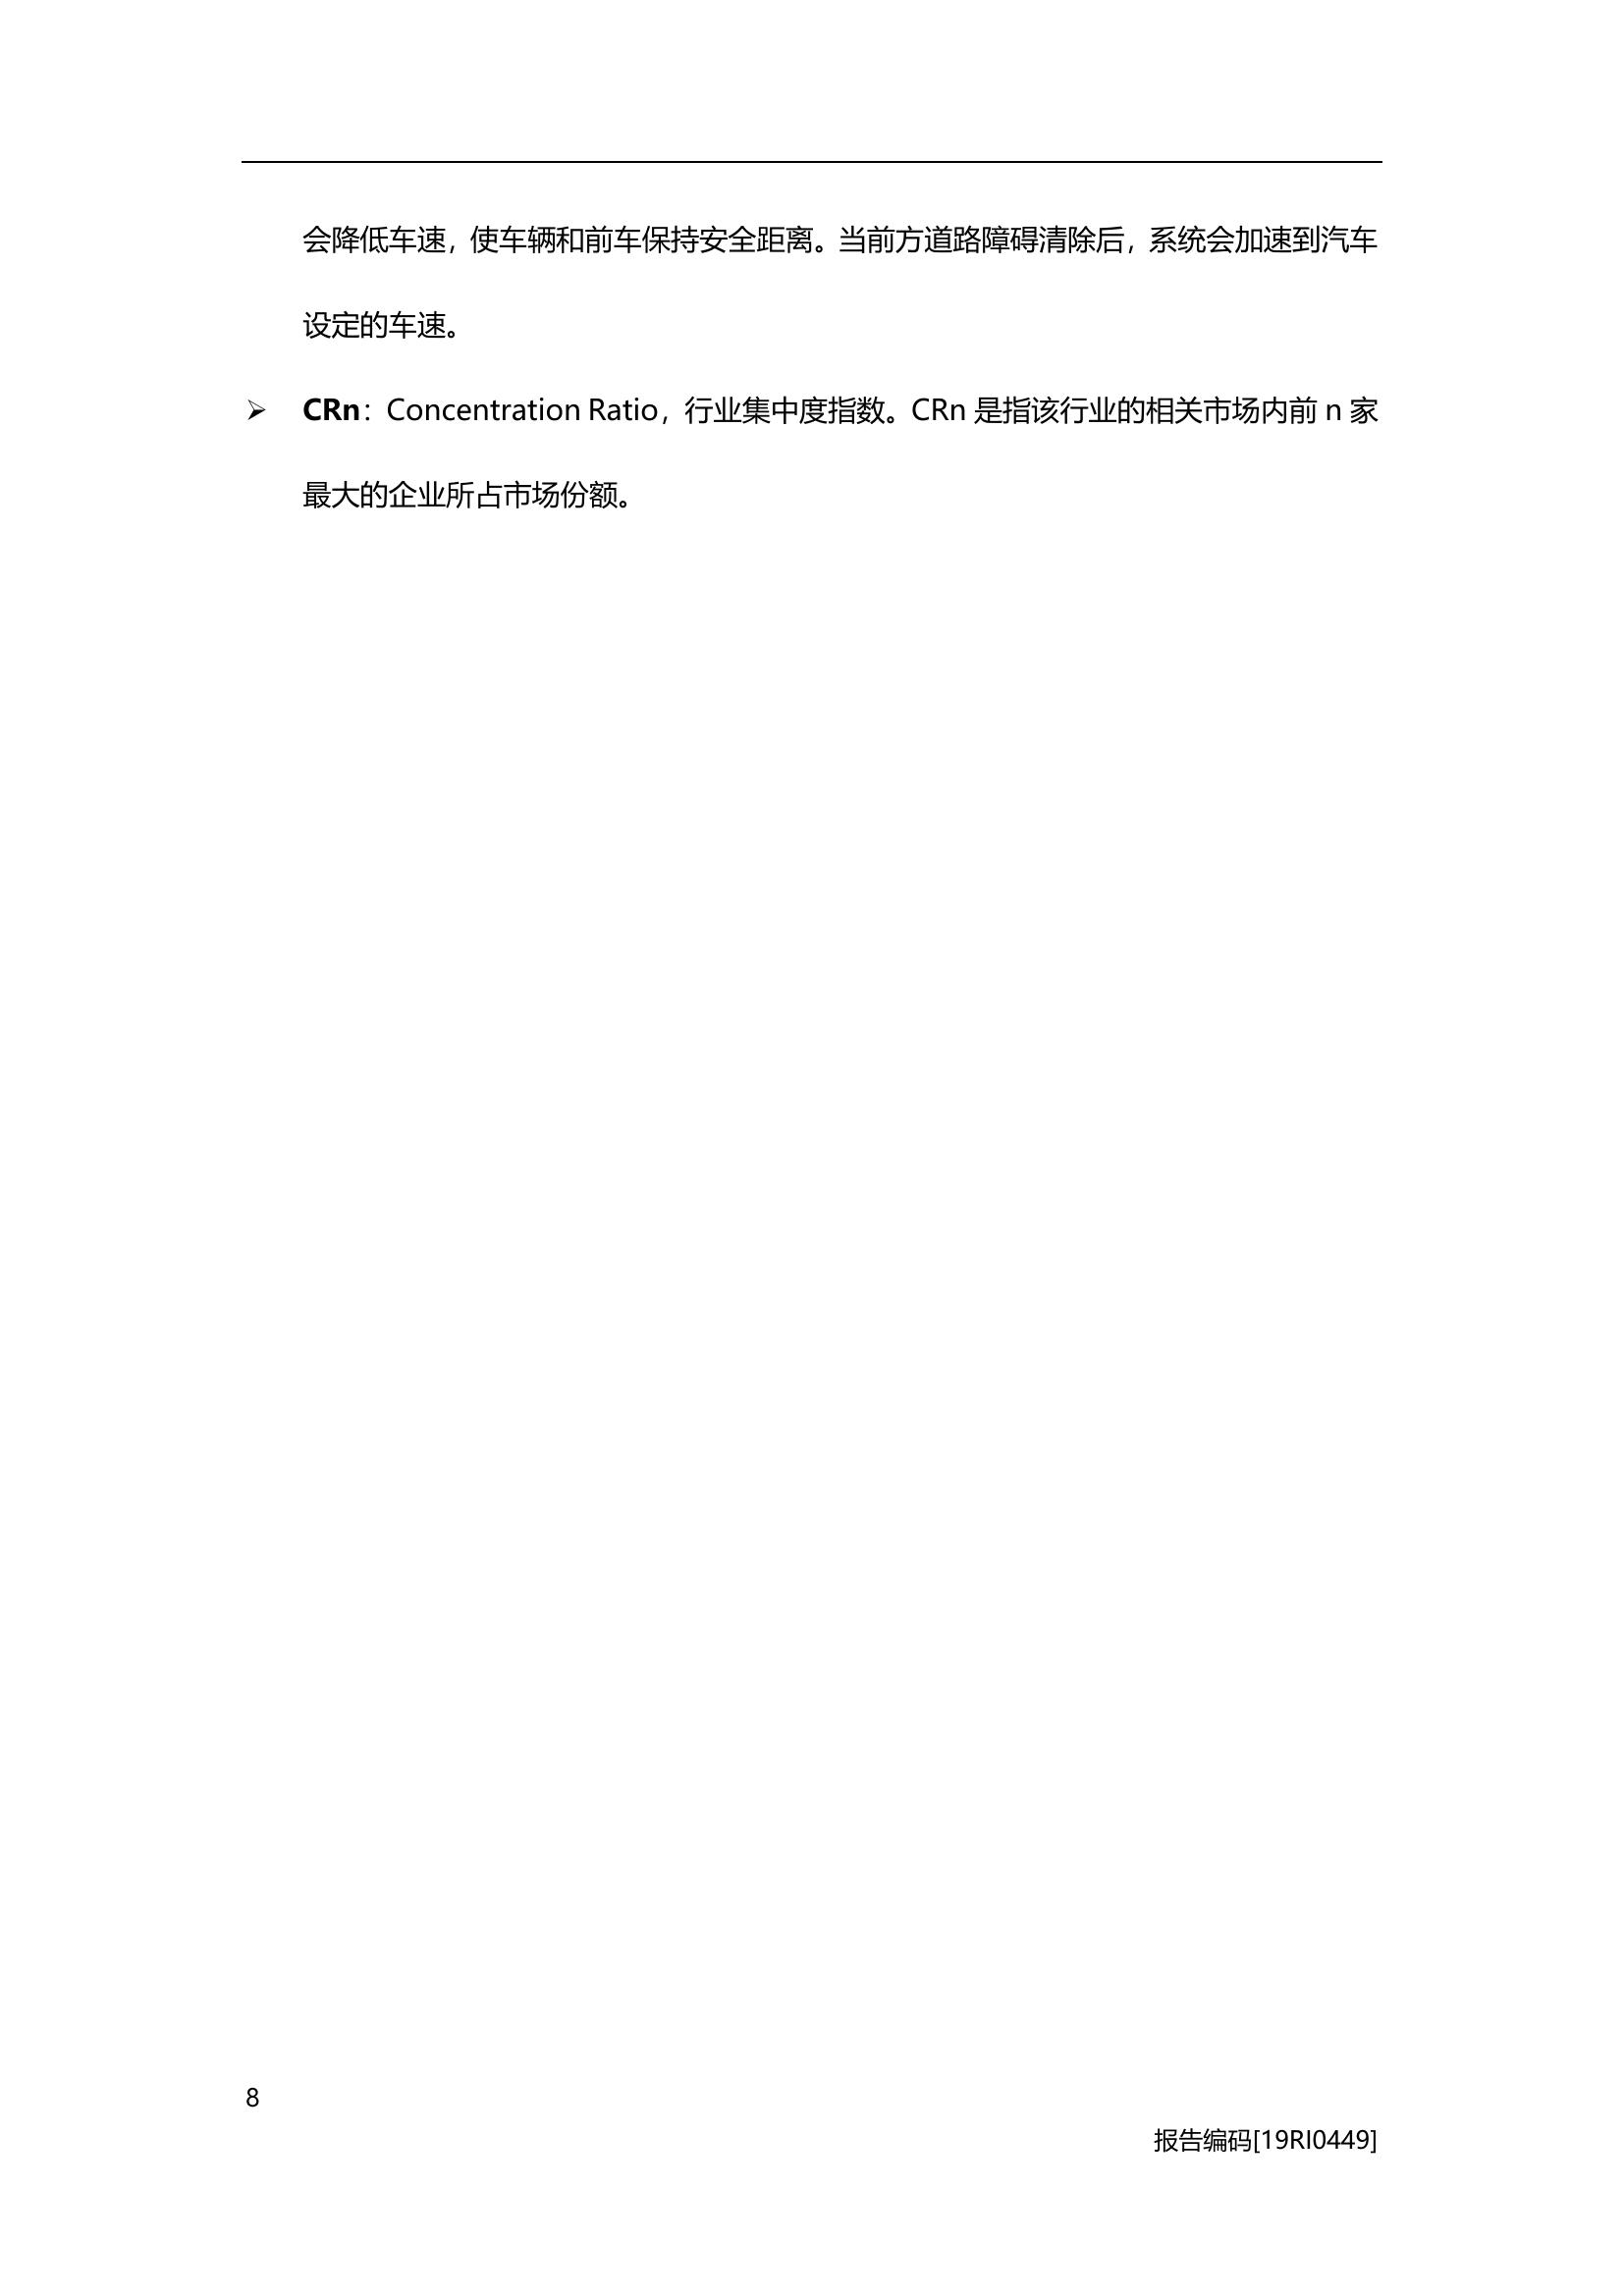 会降低车速，使车辆和前车保持安全距离。当前方道路障碍清除后，系统会加速到汽车
设定的车速。
➢ CRn：Concentration Ratio，行业集中度指数。CRn 是指该行业的相关市场内前 n 家
最大的企业所占市场份额。
8
报告编码[19RI0449]